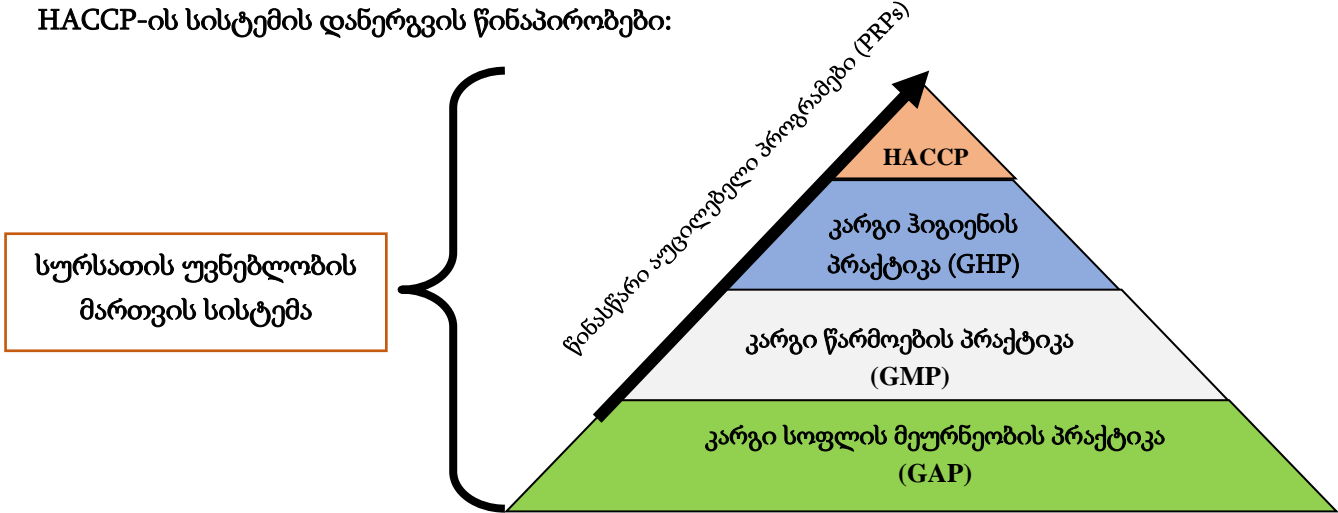 HACCP-ის სისტემის დანერგვის წინაპირობები:
წინასწარი აუცილებელი პროგრამები (PRPs)
სურსათის უვნებლობის
მართვის სისტემა
HACCP
კარგი ჰიგიენის
პრაქტიკა (GHP)
კარგი წარმოების პრაქტიკა
(GMP)
კარგი სოფლის მეურნეობის პრაქტიკა
(GAP)